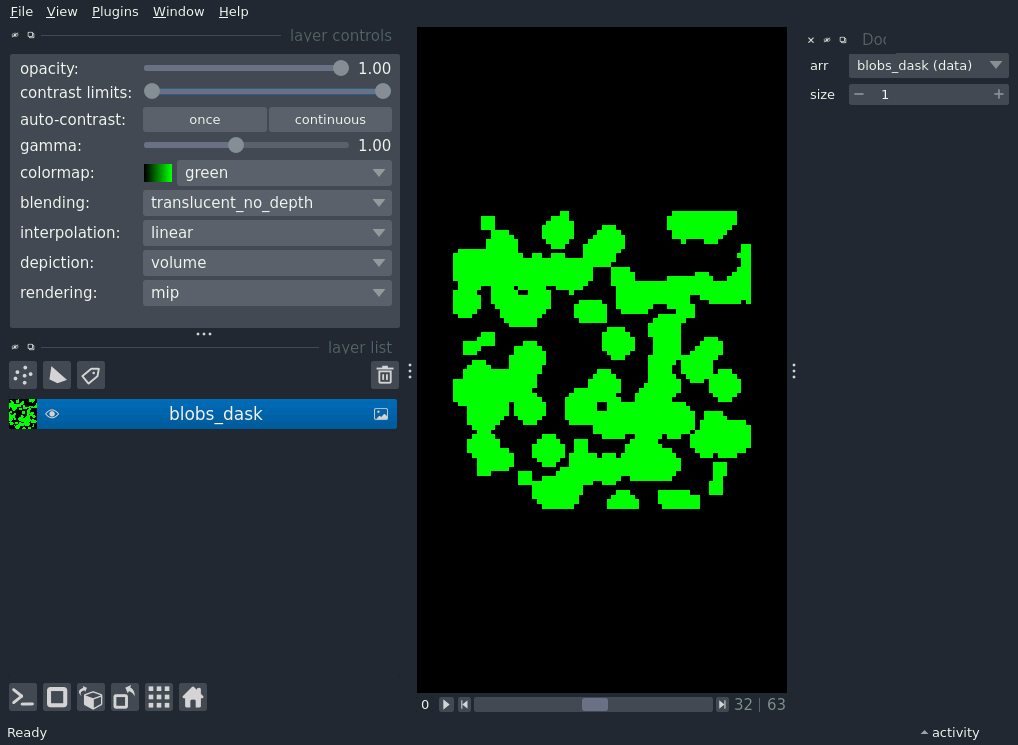 File View Plugins Window Help
layer controls
opacity: 1.00
contrast limits:
auto-contrast: once continuous
gamma: 1.00
colormap: green
blending: translucent_no_depth
interpolation: linear
depiction: volume
rendering: mip
layer list
blobs_dask
0 32 | 63
Ready
activity
arr blobs_dask (data)
size 1